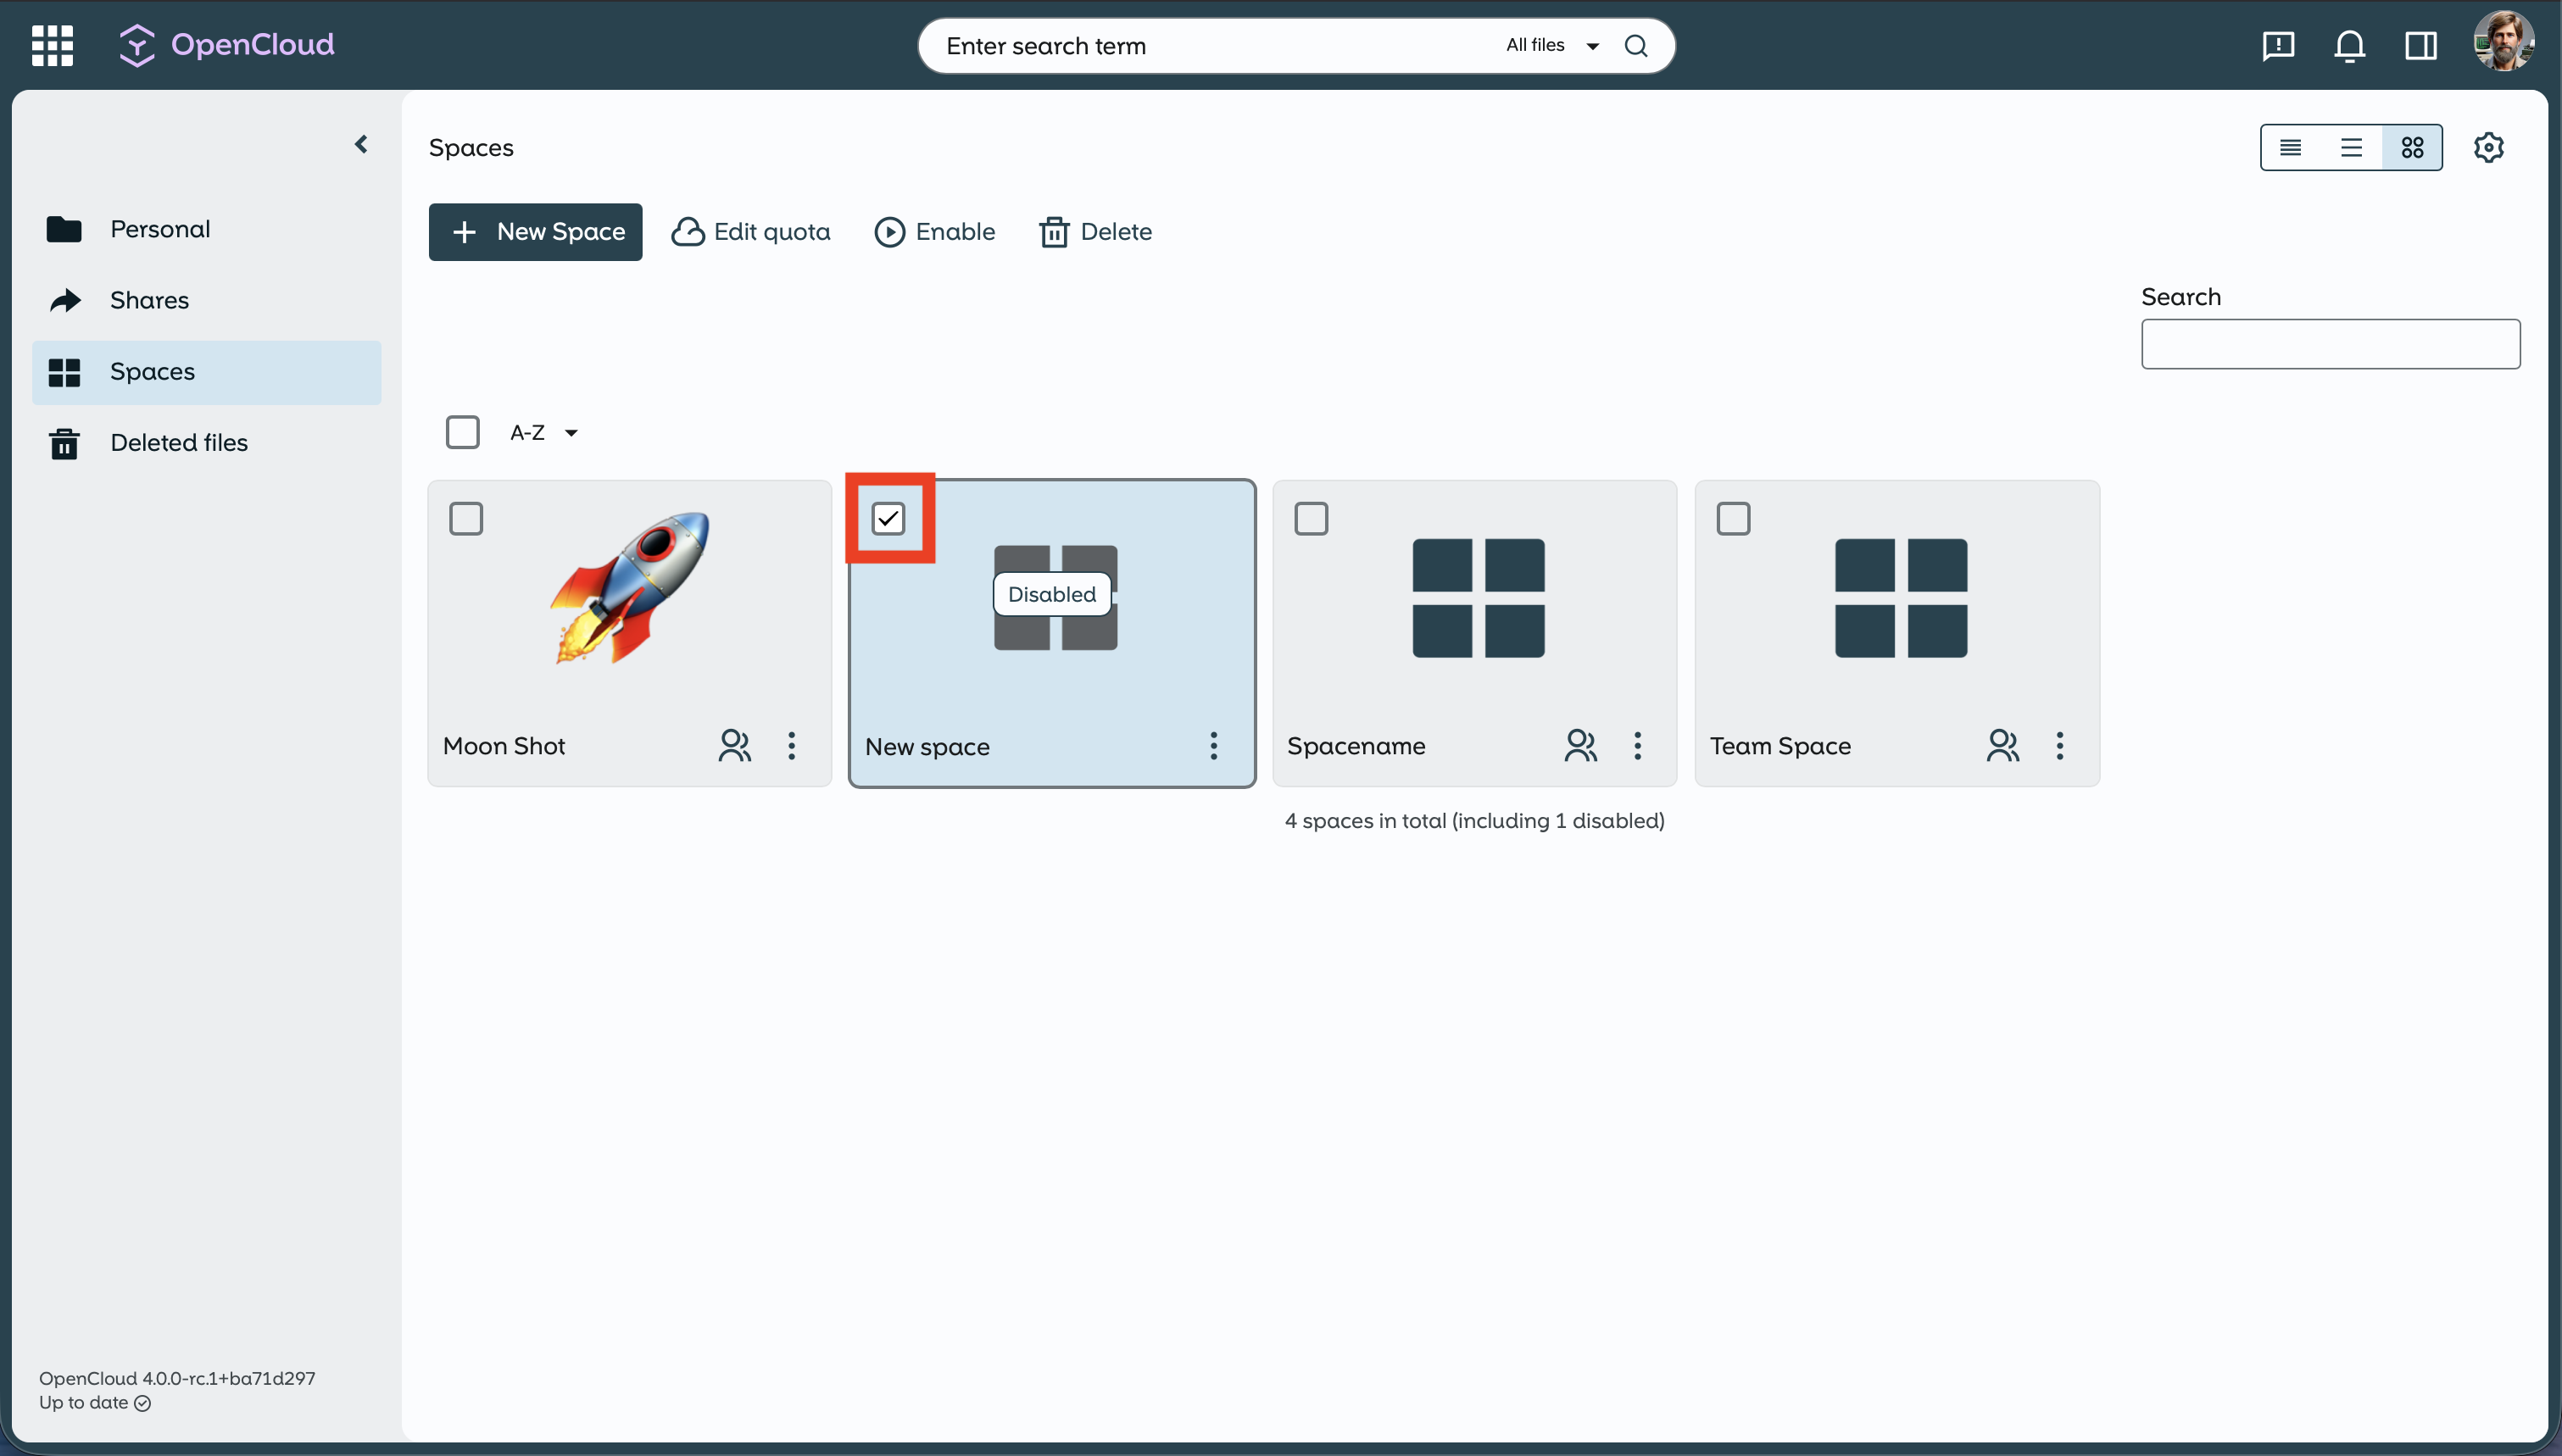 OpenCloud
Enter search term
All files
Spaces
Personal
Shares
Spaces
Deleted files
New Space
Edit quota
Enable
Delete
Search
A-Z
Disabled
Moon Shot
New space
Spacename
Team Space
4 spaces in total (including 1 disabled)
OpenCloud 4.0.0-rc.1+ba71d297
Up to date